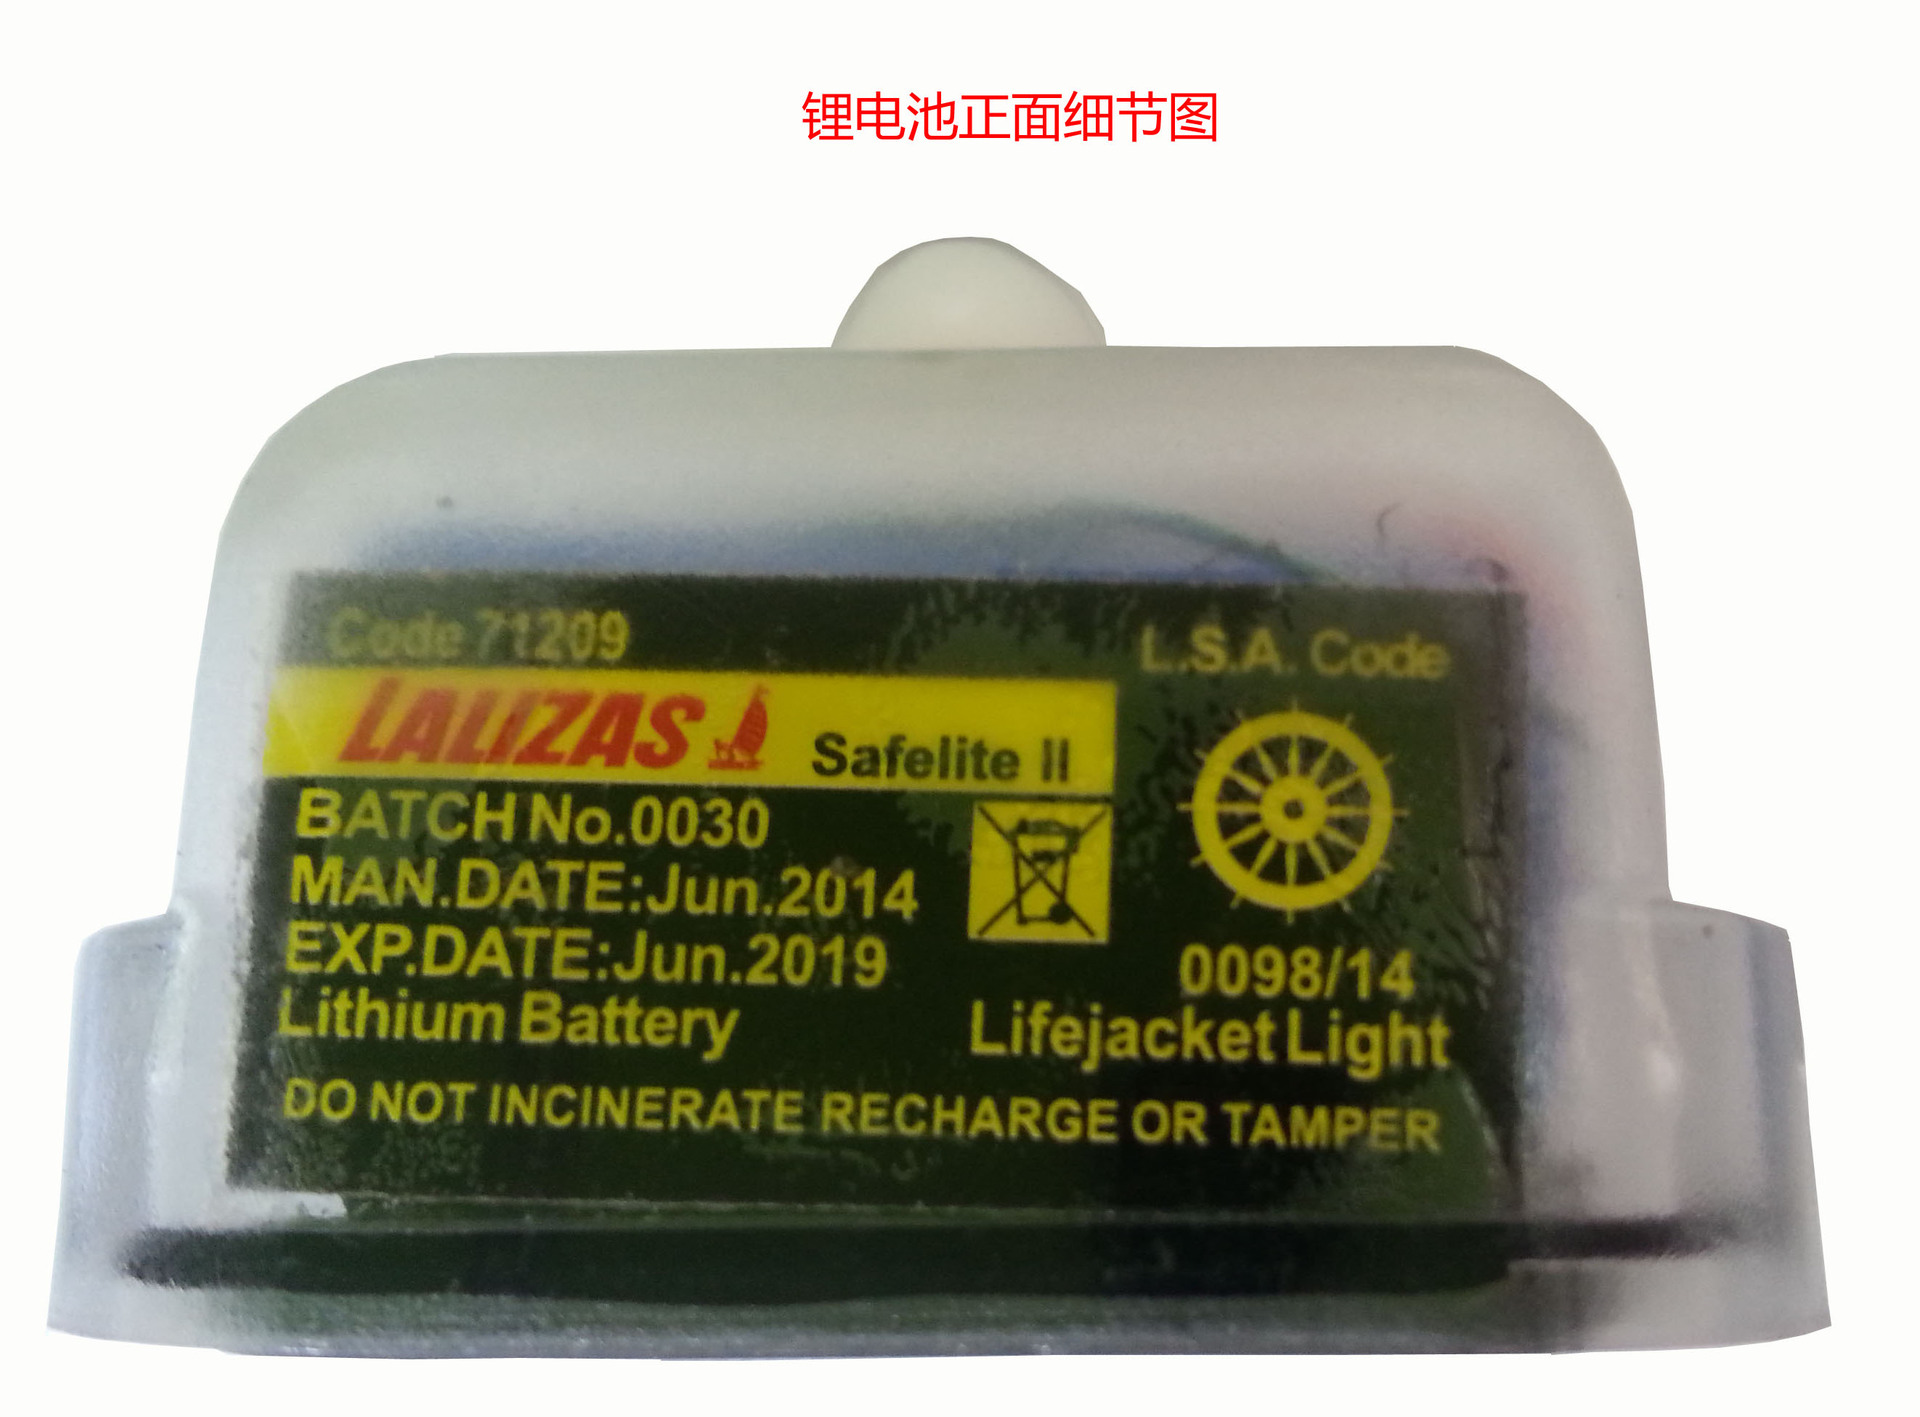 锂电池正面细节图
Code 71209
L.S.A. Code
LALIZAS Safelite II
BATCH No.0030
MAN.DATE:Jun.2014
EXP.DATE:Jun.2019
0098/14
Lithium Battery
Lifejacket Light
DO NOT INCINERATE RECHARGE OR TAMPER